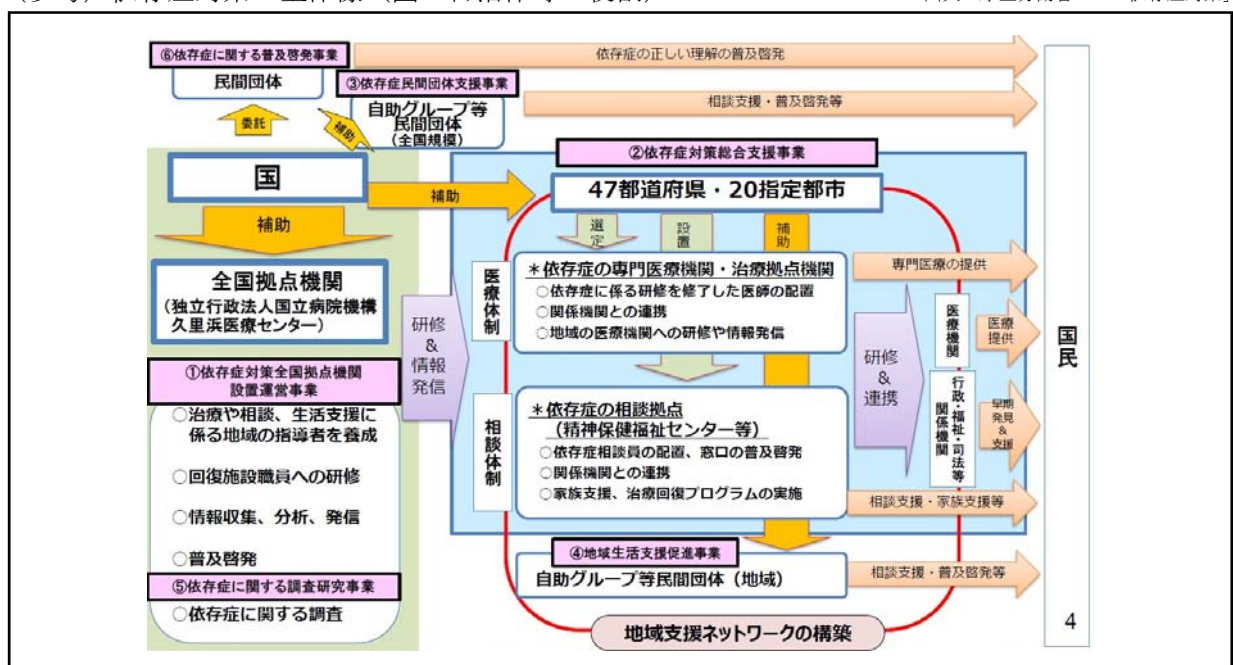 ⑥依存症に関する普及啓発事業
民間団体
依存症の正しい理解の普及啓発
③依存症民間団体支援事業
自助グループ等
民間団体
(全国規模)
相談支援・普及啓発等
委託
補助
国
補助
補助
全国拠点機関
(独立行政法人国立病院機構
久里浜医療センター)
①依存症対策全国拠点機関
設置運営事業
○治療や相談、生活支援に
係る地域の指導者を養成
○回復施設職員への研修
○情報収集、分析、発信
○普及啓発
⑤依存症に関する調査研究事業
○依存症に関する調査
研修
&
情報
発信
②依存症対策総合支援事業
47都道府県・20指定都市
選定
設置
補助
医療体制
*依存症の専門医療機関・治療拠点機関
○依存症に係る研修を修了した医師の配置
○関係機関との連携
○地域の医療機関への研修や情報発信
相談体制
*依存症の相談拠点
(精神保健福祉センター等)
○依存症相談員の配置、窓口の普及啓発
○関係機関との連携
○家族支援、治療回復プログラムの実施
研修
&
連携
専門医療の提供
医療機関
医療
提供
行政・福祉・司法等
関係機関
早期
発見
&
支援
相談支援・家族支援等
④地域生活支援促進事業
自助グループ等民間団体(地域)
相談支援・普及啓発等
地域支援ネットワークの構築
国民
4